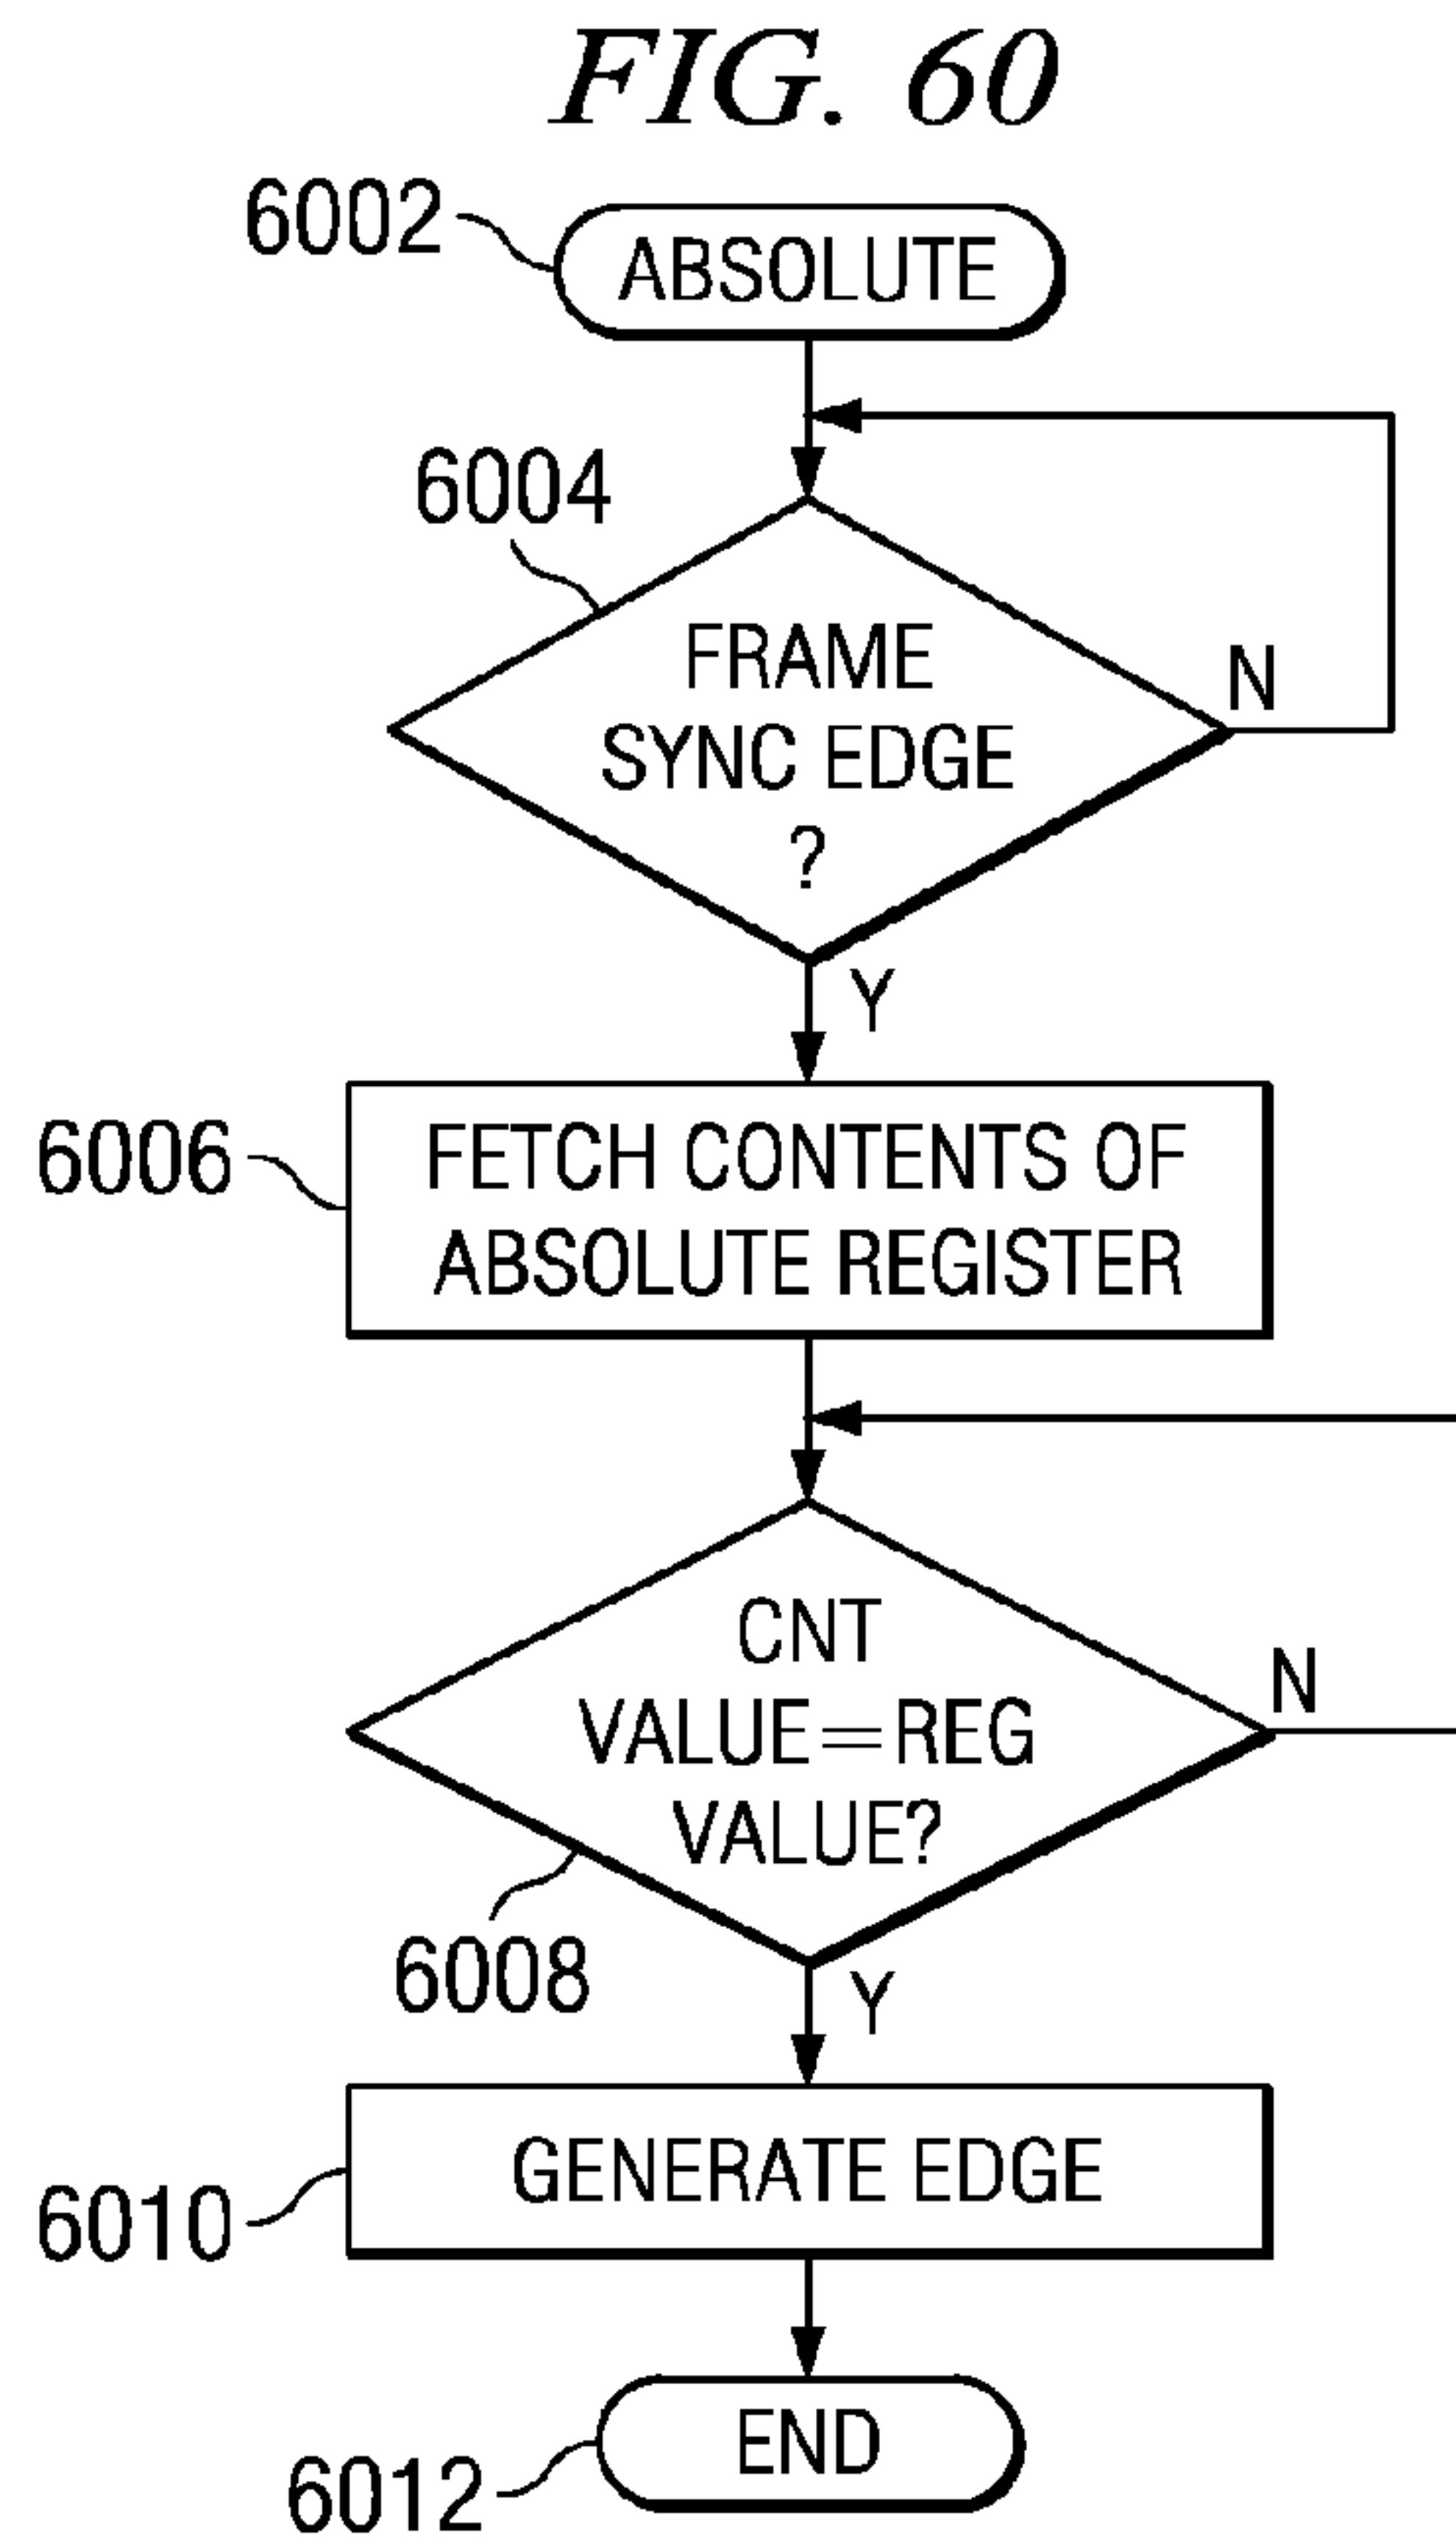 FIG. 60
6002
ABSOLUTE
6004
FRAME
SYNC EDGE
?
N
Y
6006
FETCH CONTENTS OF
ABSOLUTE REGISTER
CNT
VALUE=REG
VALUE?
N
6008
Y
GENERATE EDGE
6010
END
6012